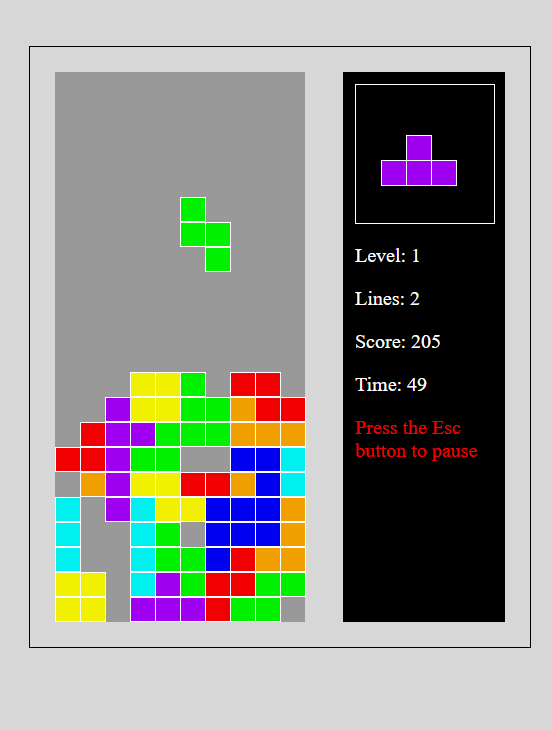 Level: 1
Lines: 2
Score: 205
Time: 49
Press the Esc
button to pause